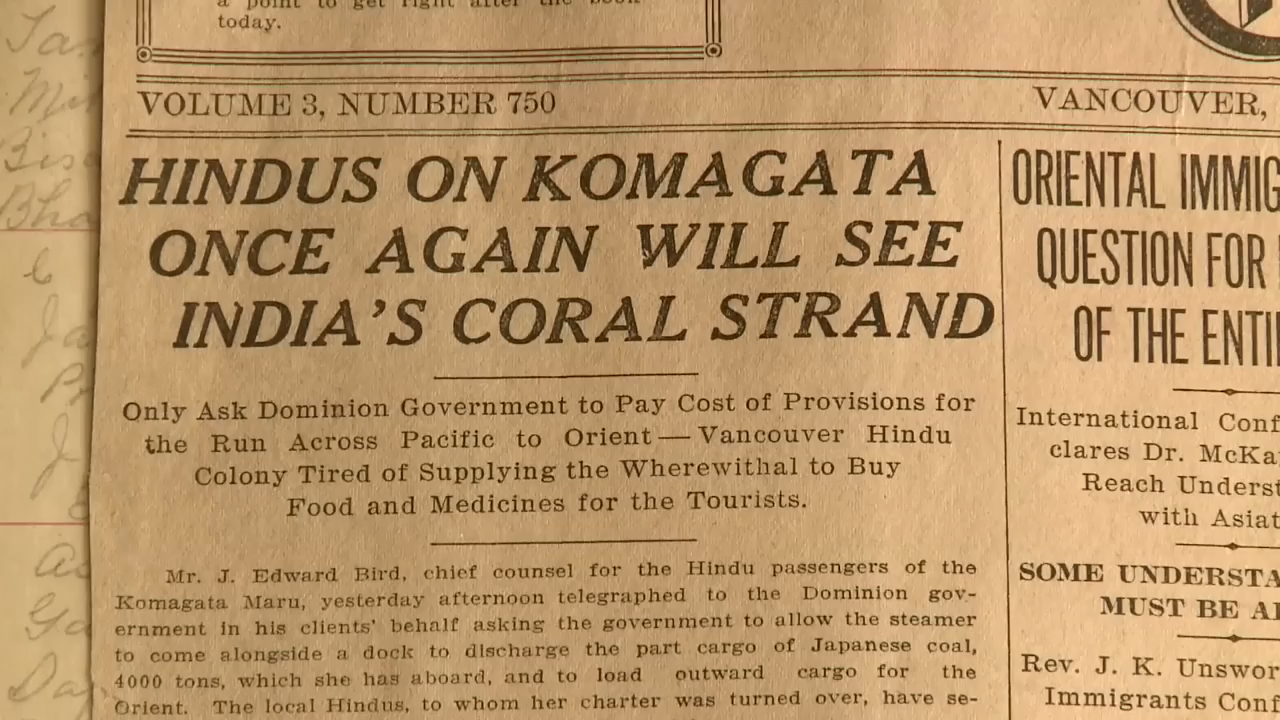 a point to get right after the book
today.
VOLUME 3, NUMBER 750
VANCOUVER,
HINDUS ON KOMAGATA
ONCE AGAIN WILL SEE
INDIA'S CORAL STRAND
Only Ask Dominion Government to Pay Cost of Provisions for
the Run Across Pacific to Orient — Vancouver Hindu
Colony Tired of Supplying the Wherewithal to Buy
Food and Medicines for the Tourists.
Mr. J. Edward Bird, chief counsel for the Hindu passengers of the
Komagata Maru, yesterday afternoon telegraphed to the Dominion gov-
ernment in his clients' behalf asking the government to allow the steamer
to come alongside a dock to discharge the part cargo of Japanese coal,
4000 tons, which she has aboard, and to load outward cargo for the
Orient. The local Hindus, to whom her charter was turned over, have se-
ORIENTAL IMMIG
QUESTION FOR
OF THE ENTI
International Conf
clares Dr. McKa
Reach Underst
with Asiat
SOME UNDERSTA
MUST BE A
Rev. J. K. Unswor
Immigrants Conf